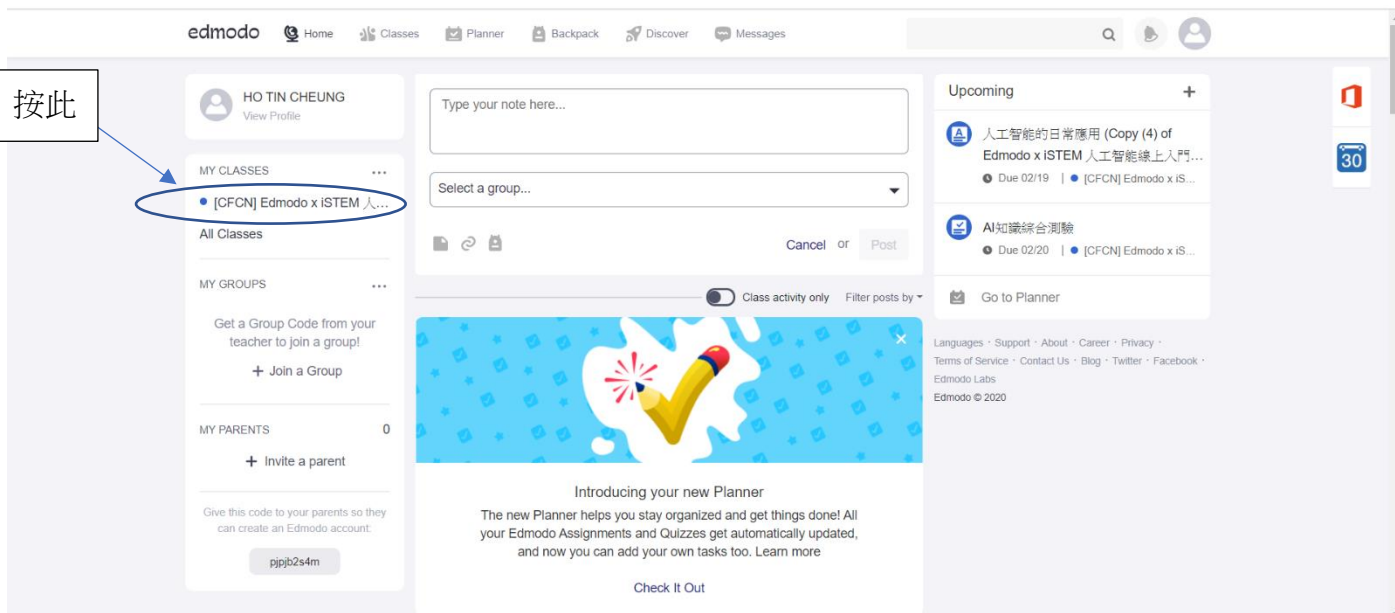 edmodo
Home
Classes
Planner
Backpack
Discover
Messages
按此
HO TIN CHEUNG
View Profile
MY CLASSES
...
[CFCN] Edmodo x iSTEM 人...
All Classes
MY GROUPS
...
Get a Group Code from your
teacher to join a group!
+ Join a Group
MY PARENTS 0
+ Invite a parent
Give this code to your parents so they
can create an Edmodo account:
pjpjb2s4m
Type your note here...
Select a group...
Cancel or Post
Class activity only Filter posts by
Introducing your new Planner
The new Planner helps you stay organized and get things done! All
your Edmodo Assignments and Quizzes get automatically updated,
and now you can add your own tasks too. Learn more
Check It Out
Upcoming +
人工智能的日常應用 (Copy (4) of
Edmodo x iSTEM 人工智能線上入門...
Due 02/19 | [CFCN] Edmodo x iS...
AI知識綜合測驗
Due 02/20 | [CFCN] Edmodo x iS...
Go to Planner
Languages · Support · About · Career · Privacy ·
Terms of Service · Contact Us · Blog · Twitter · Facebook ·
Edmodo Labs
Edmodo © 2020
30